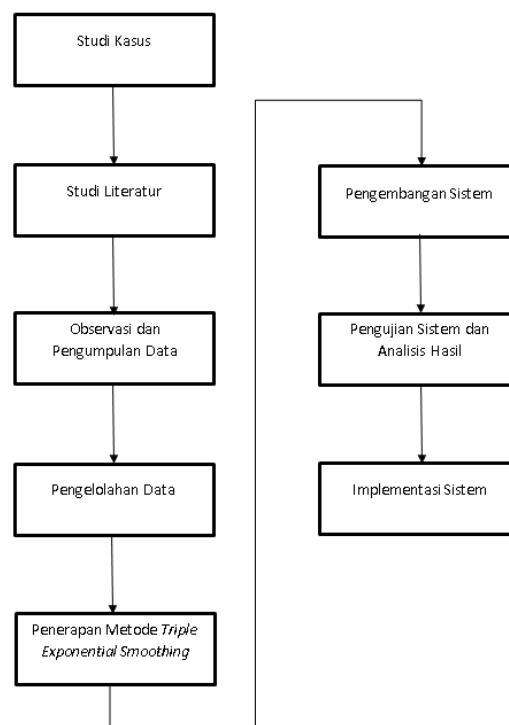 Studi Kasus
Studi Literatur
Observasi dan
Pengumpulan Data
Pengelolahan Data
Penerapan Metode Triple
Exponential Smoothing
Pengembangan Sistem
Pengujian Sistem dan
Analisis Hasil
Implementasi Sistem